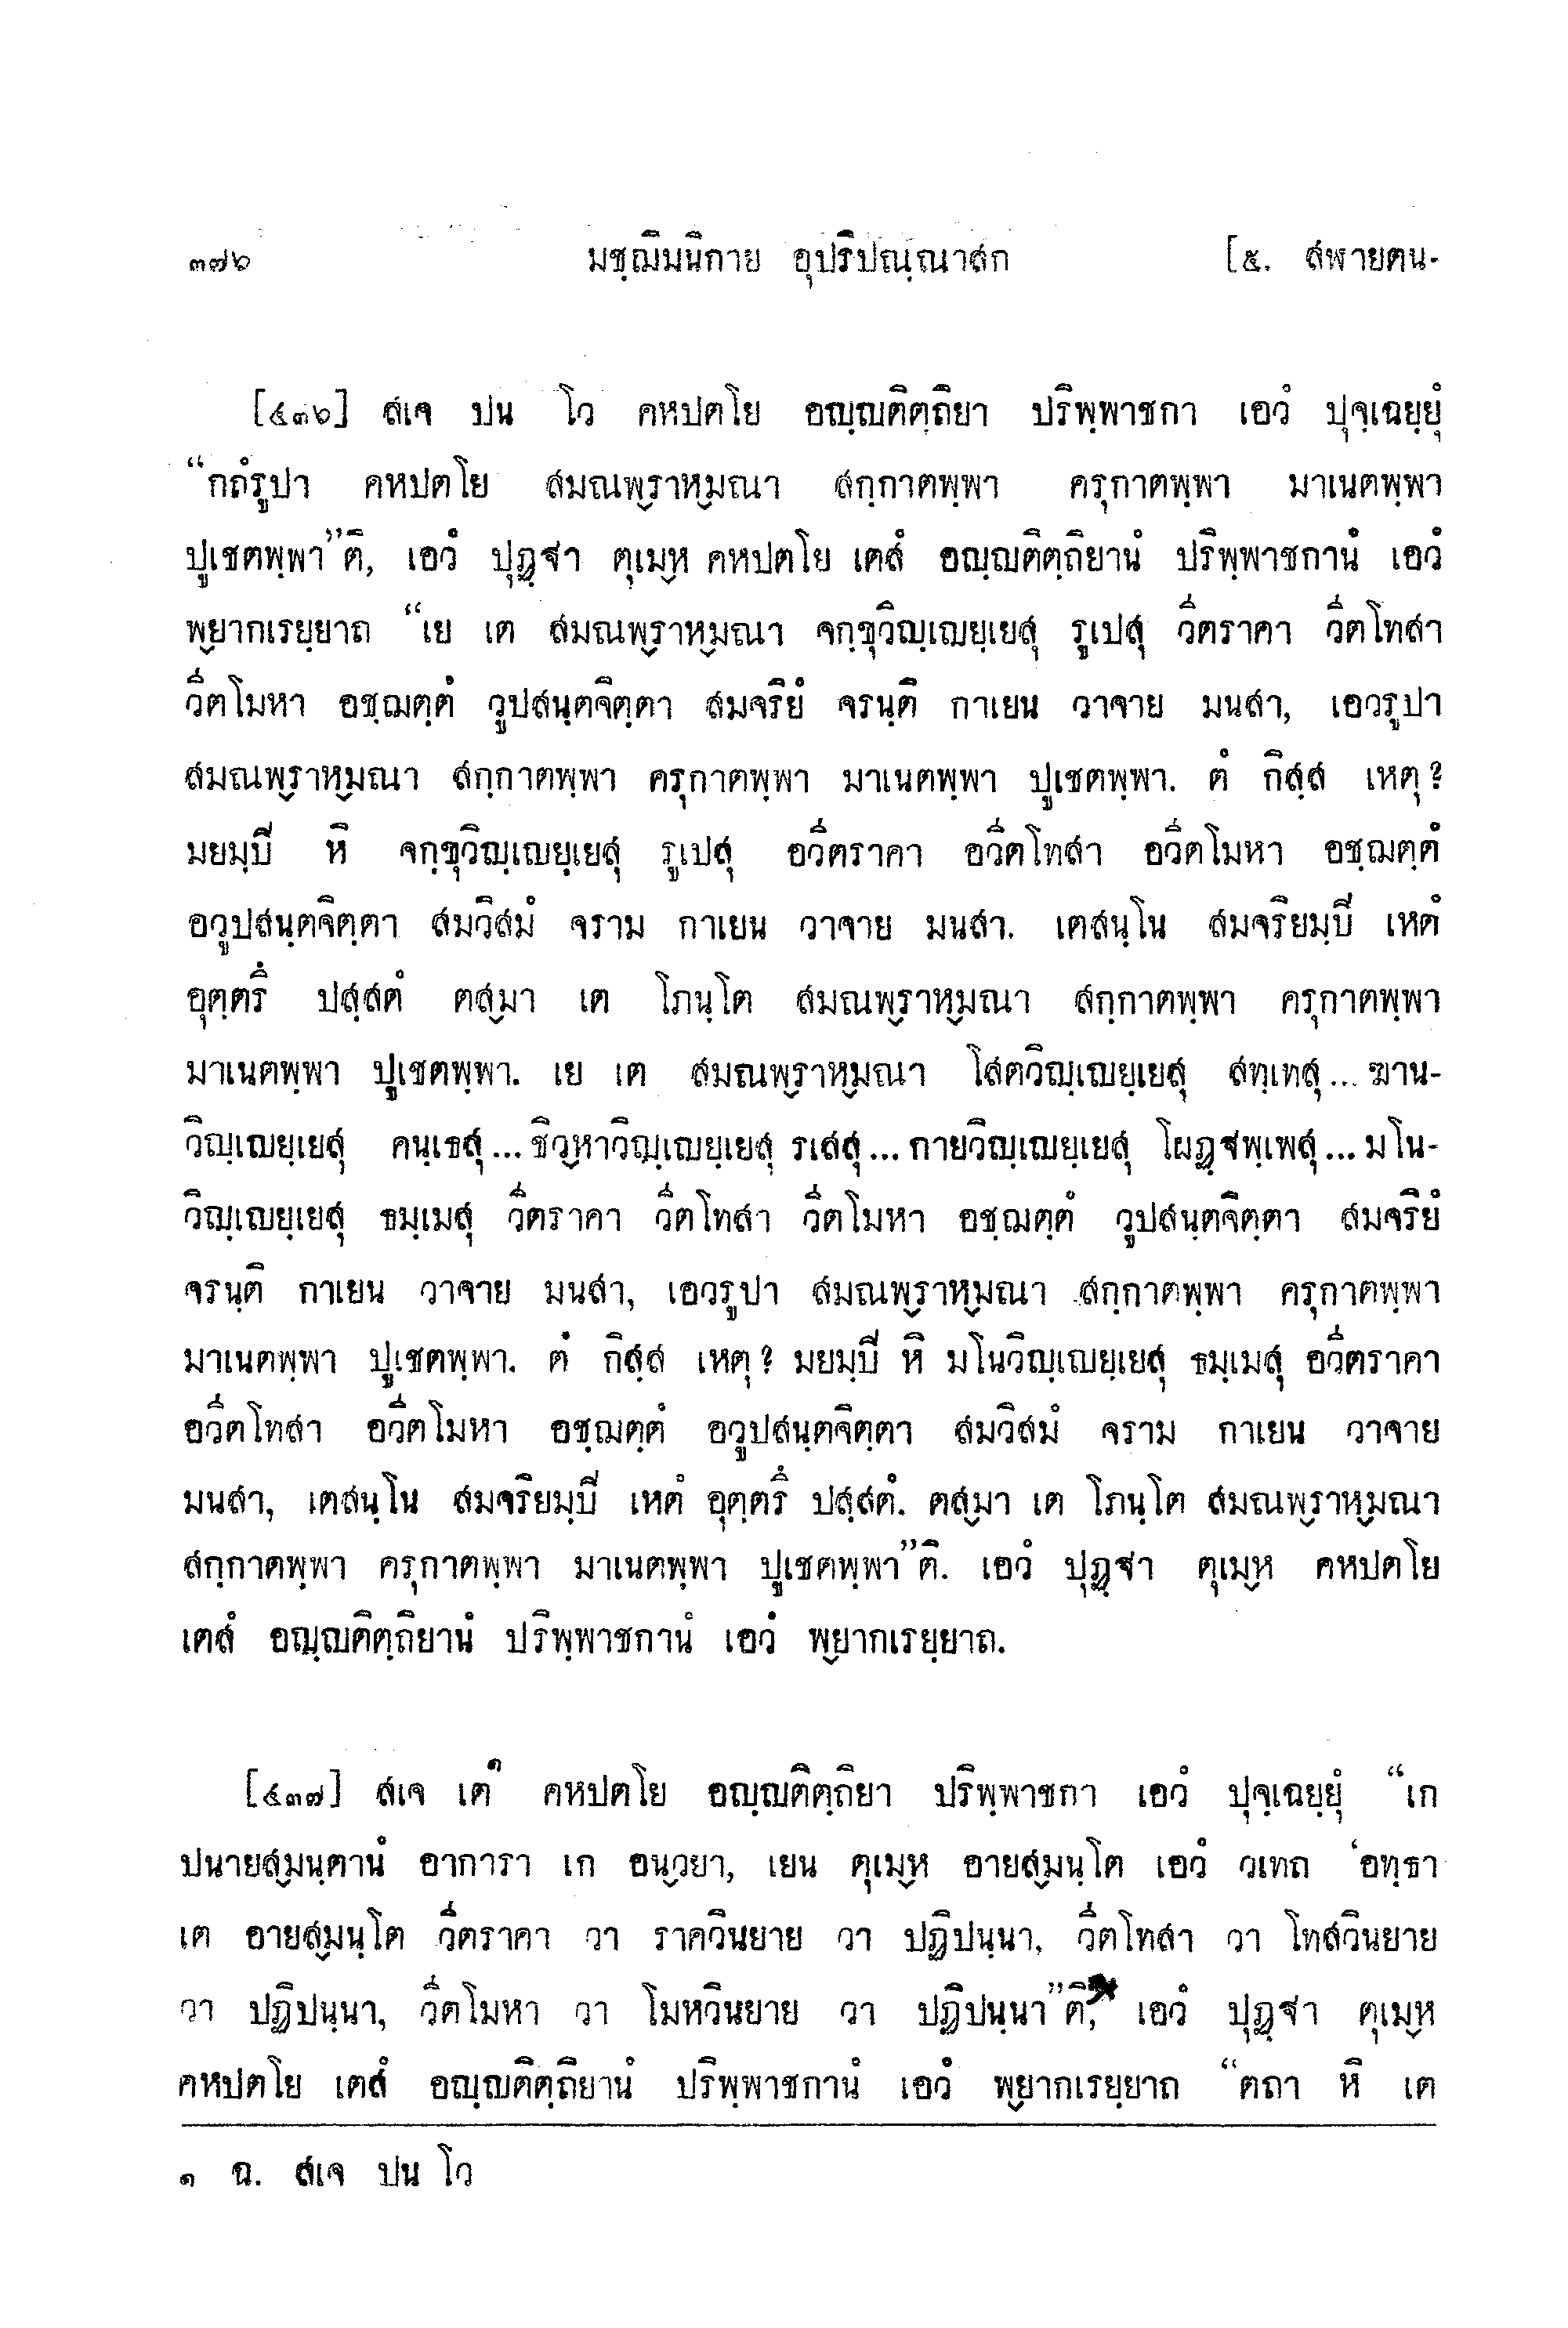 ๓๗๖ มชฺฌิมนิกาย อุปริปณฺณาสก [๕. สฬายตน-
[๔๓๖] สเจ ปน โว คหปตโย อญฺญติตฺถิยา ปริพฺพาชกา เอวํ ปุจฺเฉยฺยุํ
“กถํรูปา คหปตโย สมณพฺราหฺมณา สกฺกาตพฺพา ครุกาตพฺพา มาเนตพฺพา
ปูเชตพฺพา”ติ, เอวํ ปุฏฺฐา ตุเมฺห คหปตโย เตสํ อญฺญติตฺถิยานํ ปริพฺพาชกานํ เอวํ
พฺยากเรยฺยาถ “เย เต สมณพฺราหฺมณา จกฺขุวิญฺเญยฺเยสุ รูเปสุ วีตราคา วีตโทสา
วีตโมหา อชฺฌตฺตํ วูปสนฺตจิตฺตา สมจริยํ จรนฺติ กาเยน วาจาย มนสา, เอวรูปา
สมณพฺราหฺมณา สกฺกาตพฺพา ครุกาตพฺพา มาเนตพฺพา ปูเชตพฺพา. ตํ กิสฺส เหตุ?
มยมฺปิ หิ จกฺขุวิญฺเญยฺเยสุ รูเปสุ อวีตราคา อวีตโทสา อวีตโมหา อชฺฌตฺตํ
อวูปสนฺตจิตฺตา สมวิสมํ จราม กาเยน วาจาย มนสา. เตสนฺโน สมจริยมฺปิ เหตํ
อุตฺตรึ ปสฺสตํ ตสฺมา เต โภนฺโต สมณพฺราหฺมณา สกฺกาตพฺพา ครุกาตพฺพา
มาเนตพฺพา ปูเชตพฺพา. เย เต สมณพฺราหฺมณา โสตวิญฺเญยฺเยสุ สทฺเทสุ... ฆาน-
วิญฺเญยฺเยสุ คนฺเธสุ... ชิวฺหาวิญฺเญยฺเยสุ รเสสุ... กายวิญฺเญยฺเยสุ โผฏฺฐพฺเพสุ... มโน-
วิญฺเญยฺเยสุ ธมฺเมสุ วีตราคา วีตโทสา วีตโมหา อชฺฌตฺตํ วูปสนฺตจิตฺตา สมจริยํ
จรนฺติ กาเยน วาจาย มนสา, เอวรูปา สมณพฺราหฺมณา สกฺกาตพฺพา ครุกาตพฺพา
มาเนตพฺพา ปูเชตพฺพา. ตํ กิสฺส เหตุ? มยมฺปิ หิ มโนวิญฺเญยฺเยสุ ธมฺเมสุ อวีตราคา
อวีตโทสา อวีตโมหา อชฺฌตฺตํ อวูปสนฺตจิตฺตา สมวิสมํ จราม กาเยน วาจาย
มนสา, เตสนฺโน สมจริยมฺปิ เหตํ อุตฺตรึ ปสฺสตํ. ตสฺมา เต โภนฺโต สมณพฺราหฺมณา
สกฺกาตพฺพา ครุกาตพฺพา มาเนตพฺพา ปูเชตพฺพา”ติ. เอวํ ปุฏฺฐา ตุเมฺห คหปตโย
เตสํ อญฺญติตฺถิยานํ ปริพฺพาชกานํ เอวํ พฺยากเรยฺยาถ.
[๔๓๗] สเจ เต๑ คหปตโย อญฺญติตฺถิยา ปริพฺพาชกา เอวํ ปุจฺเฉยฺยุํ “เก
ปนายสฺมนฺตานํ อาการา เก อนฺวยา, เยน ตุเมฺห อายสฺมนฺโต เอวํ วเทถ ‘อทฺธา
เต อายสฺมนฺโต วีตราคา วา ราควินยาย วา ปฏิปนฺนา, วีตโทสา วา โทสวินยาย
วา ปฏิปนฺนา, วีตโมหา วา โมหวินยาย วา ปฏิปนฺนา”ติ, เอวํ ปุฏฺฐา ตุเมฺห
คหปตโย เตสํ อญฺญติตฺถิยานํ ปริพฺพาชกานํ เอวํ พฺยากเรยฺยาถ “ตถา หิ เต
๑ ฉ. สเจ ปน โว